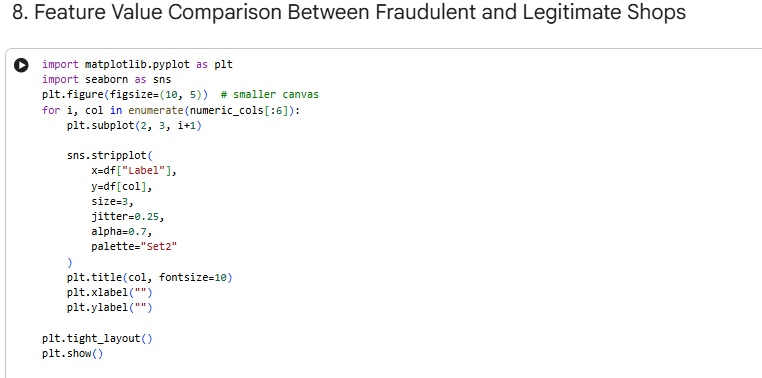 8. Feature Value Comparison Between Fraudulent and Legitimate Shops
import matplotlib.pyplot as plt
import seaborn as sns
plt.figure(figsize=(10, 5))  # smaller canvas
for i, col in enumerate(numeric_cols[:6]):
    plt.subplot(2, 3, i+1)

    sns.stripplot(
        x=df["Label"],
        y=df[col],
        size=3,
        jitter=0.25,
        alpha=0.7,
        palette="Set2"
    )
    plt.title(col, fontsize=10)
    plt.xlabel("")
    plt.ylabel("")

plt.tight_layout()
plt.show()